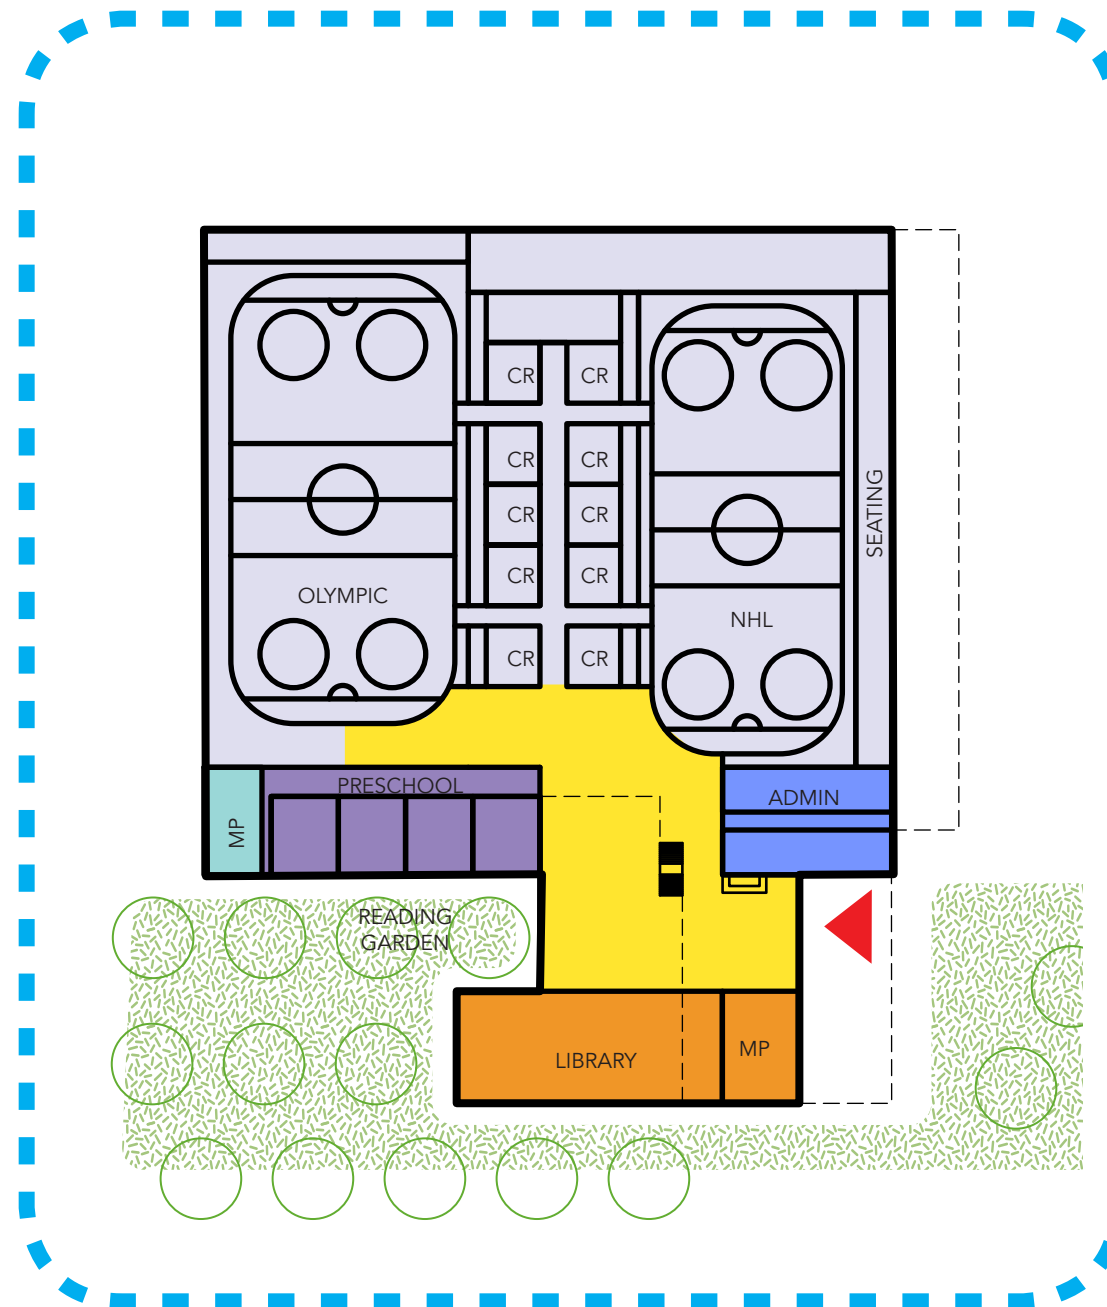 CR CR
CR CR
CR CR
CR CR
OLYMPIC
SEATING
NHL
CR CR
PRESCHOOL
ADMIN
MP
READING
GARDEN
LIBRARY
MP